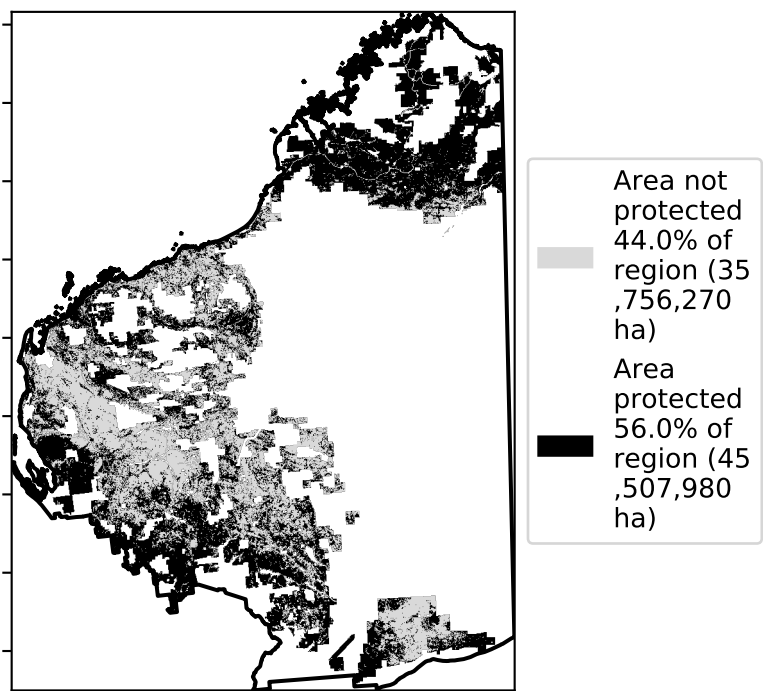 Area not
protected
44.0% of
region (35
,756,270
ha)
Area
protected
56.0% of
region (45
,507,980
ha)